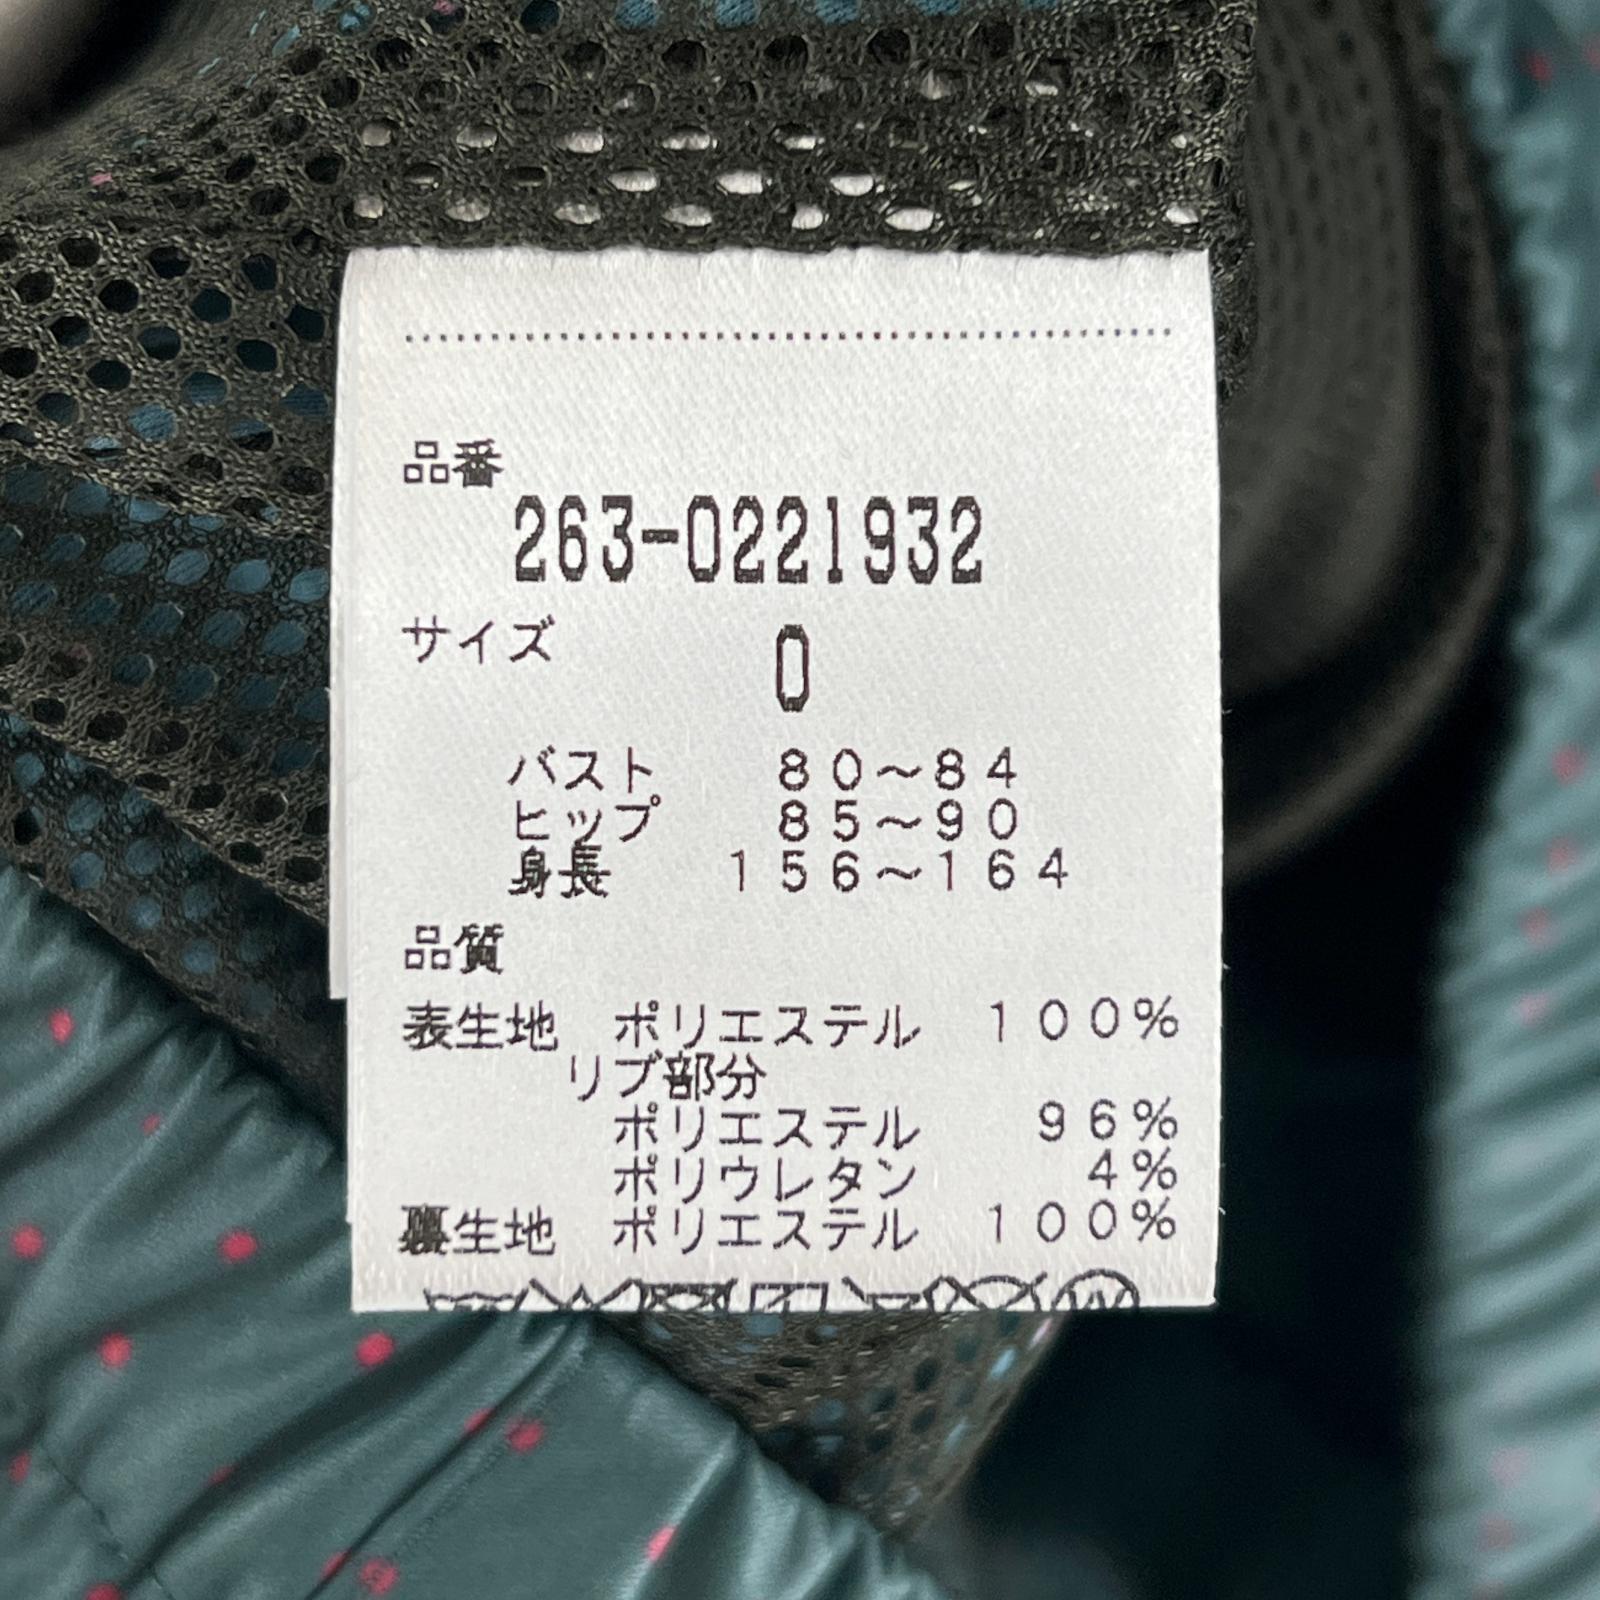 品番
263-0221932
サイズ 0
バスト 80～84
ヒップ 85～90
身長 156～164
品質
表生地 ポリエステル 100%
リブ部分
ポリエステル 96%
ポリウレタン 4%
裏生地 ポリエステル 100%